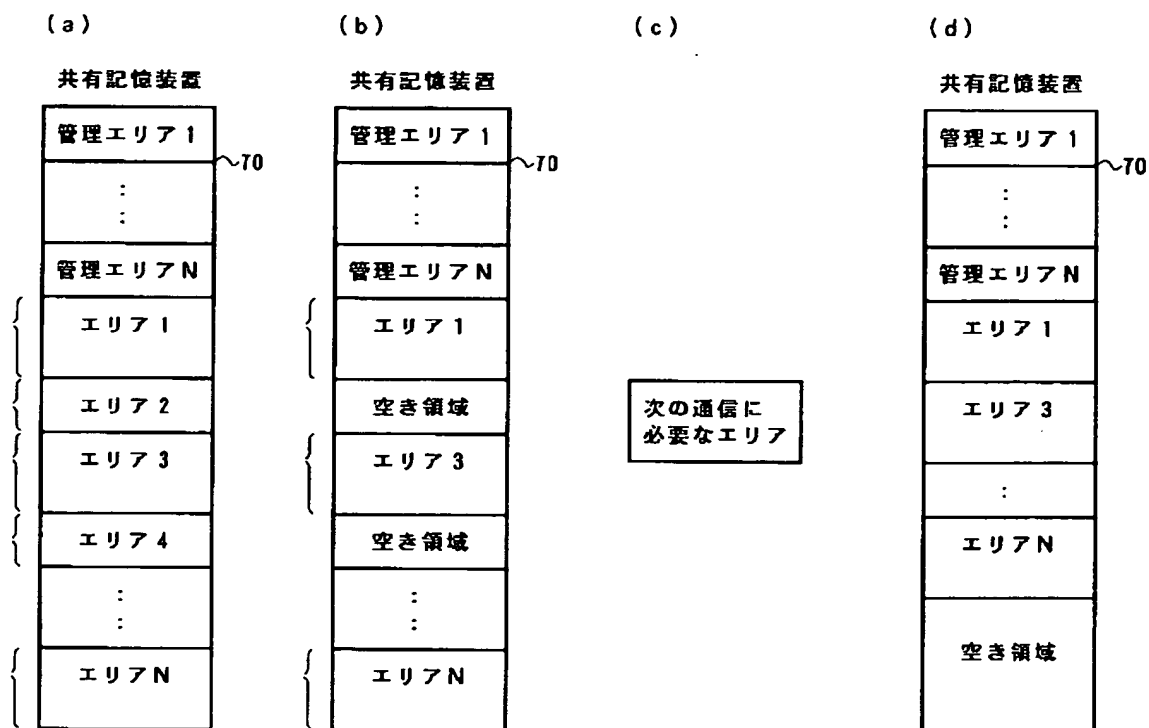 (a)
共有記憶装置
管理エリア1
70
:
:
管理エリアN
エリア1
エリア2
エリア3
エリア4
:
:
エリアN
(b)
共有記憶装置
管理エリア1
70
:
:
管理エリアN
エリア1
空き領域
エリア3
空き領域
:
:
エリアN
(c)
次の通信に
必要なエリア
(d)
共有記憶装置
管理エリア1
70
:
:
管理エリアN
エリア1
エリア3
:
エリアN
空き領域